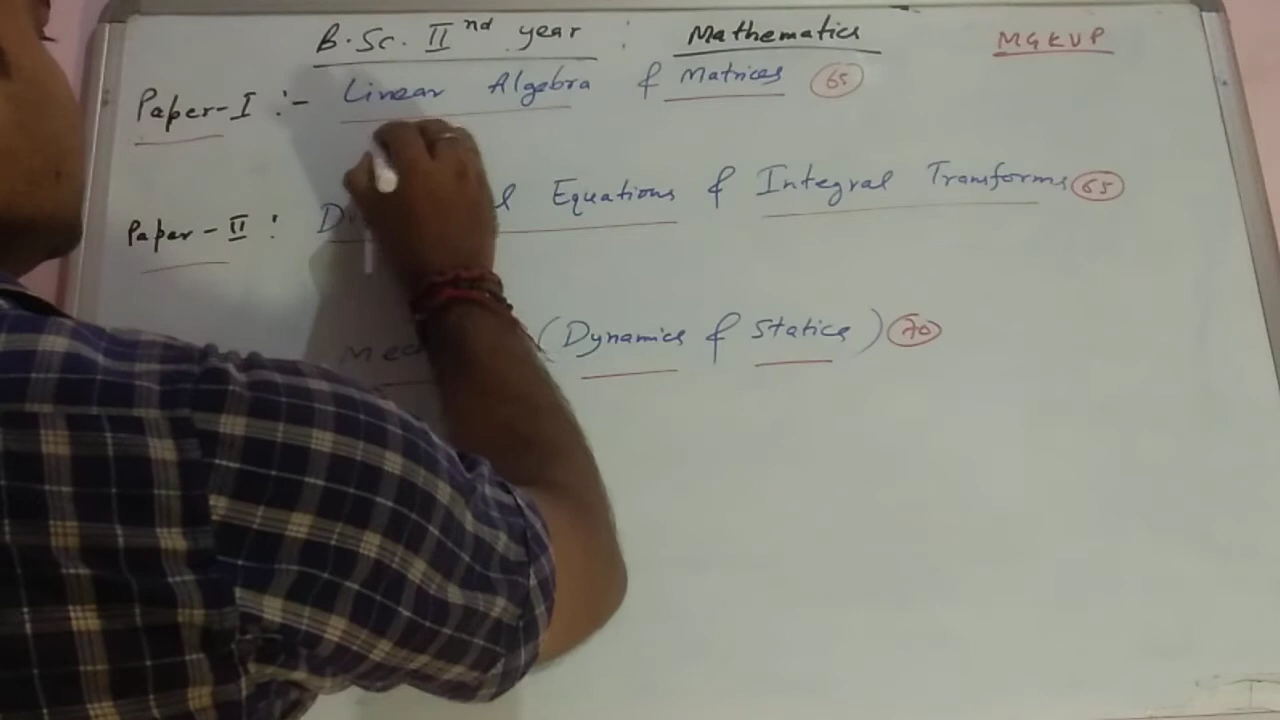 B.Sc. II nd year : Mathematics MGKVP
Paper-I :- Linear Algebra & Matrices 65
Paper-II : Equations & Integral Transforms 65
(Dynamics & Statics) 70